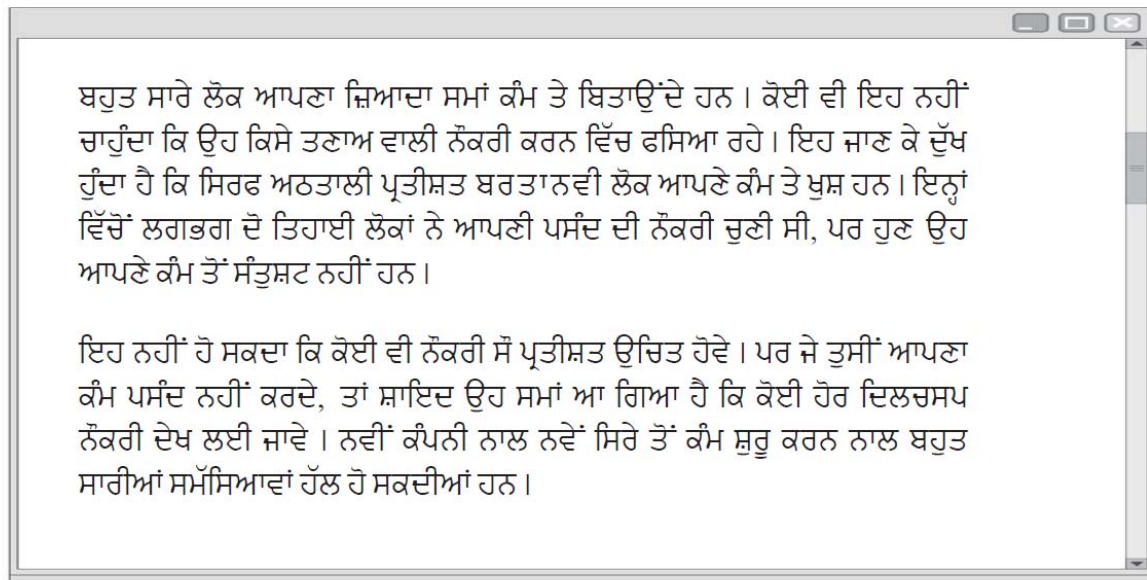 ਬਹੁਤ ਸਾਰੇ ਲੋਕ ਆਪਣਾ ਜ਼ਿਆਦਾ ਸਮਾਂ ਕੰਮ ਤੇ ਬਿਤਾਉਂਦੇ ਹਨ । ਕੋਈ ਵੀ ਇਹ ਨਹੀਂ
ਚਾਹੁੰਦਾ ਕਿ ਉਹ ਕਿਸੇ ਤਣਾਅ ਵਾਲੀ ਨੌਕਰੀ ਕਰਨ ਵਿੱਚ ਫਸਿਆ ਰਹੇ । ਇਹ ਜਾਣ ਕੇ ਦੁੱਖ
ਹੁੰਦਾ ਹੈ ਕਿ ਸਿਰਫ ਅਠਤਾਲੀ ਪ੍ਰਤੀਸ਼ਤ ਬਰਤਾਨਵੀ ਲੋਕ ਆਪਣੇ ਕੰਮ ਤੇ ਖੁਸ਼ ਹਨ । ਇਨ੍ਹਾਂ
ਵਿੱਚੋਂ ਲਗਭਗ ਦੋ ਤਿਹਾਈ ਲੋਕਾਂ ਨੇ ਆਪਣੀ ਪਸੰਦ ਦੀ ਨੌਕਰੀ ਚੁਣੀ ਸੀ, ਪਰ ਹੁਣ ਉਹ
ਆਪਣੇ ਕੰਮ ਤੋਂ ਸੰਤੁਸ਼ਟ ਨਹੀਂ ਹਨ ।
ਇਹ ਨਹੀਂ ਹੋ ਸਕਦਾ ਕਿ ਕੋਈ ਵੀ ਨੌਕਰੀ ਸੌ ਪ੍ਰਤੀਸ਼ਤ ਉਚਿਤ ਹੋਵੇ । ਪਰ ਜੇ ਤੁਸੀਂ ਆਪਣਾ
ਕੰਮ ਪਸੰਦ ਨਹੀਂ ਕਰਦੇ, ਤਾਂ ਸ਼ਾਇਦ ਉਹ ਸਮਾਂ ਆ ਗਿਆ ਹੈ ਕਿ ਕੋਈ ਹੋਰ ਦਿਲਚਸਪ
ਨੌਕਰੀ ਦੇਖ ਲਈ ਜਾਵੇ । ਨਵੀਂ ਕੰਪਨੀ ਨਾਲ ਨਵੇਂ ਸਿਰੇ ਤੋਂ ਕੰਮ ਸ਼ੁਰੂ ਕਰਨ ਨਾਲ ਬਹੁਤ
ਸਾਰੀਆਂ ਸਮੱਸਿਆਵਾਂ ਹੱਲ ਹੋ ਸਕਦੀਆਂ ਹਨ ।